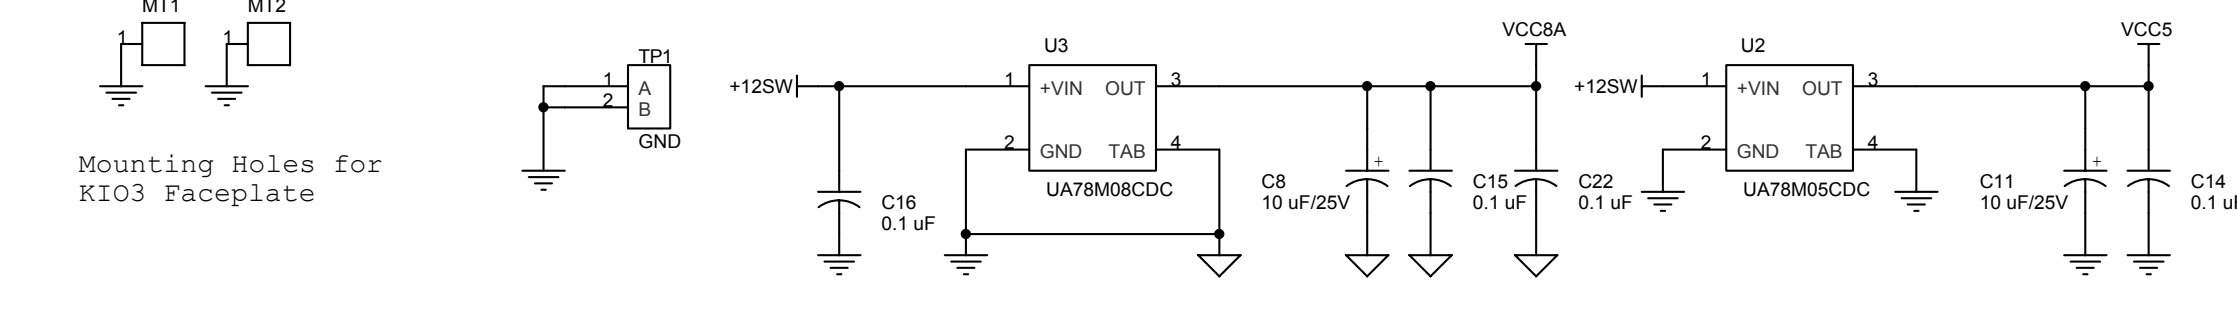 MT1
1
MT2
1
Mounting Holes for
KIO3 Faceplate
TP1
1
A
2
B
GND
+12SW
C16
0.1 uF
U3
1
+VIN
OUT
3
2
GND
TAB
4
UA78M08CDC
C8
10 uF/25V
+
C15
0.1 uF
VCC8A
C22
0.1 uF
+12SW
U2
1
+VIN
OUT
3
2
GND
TAB
4
UA78M05CDC
C11
10 uF/25V
+
VCC5
C14